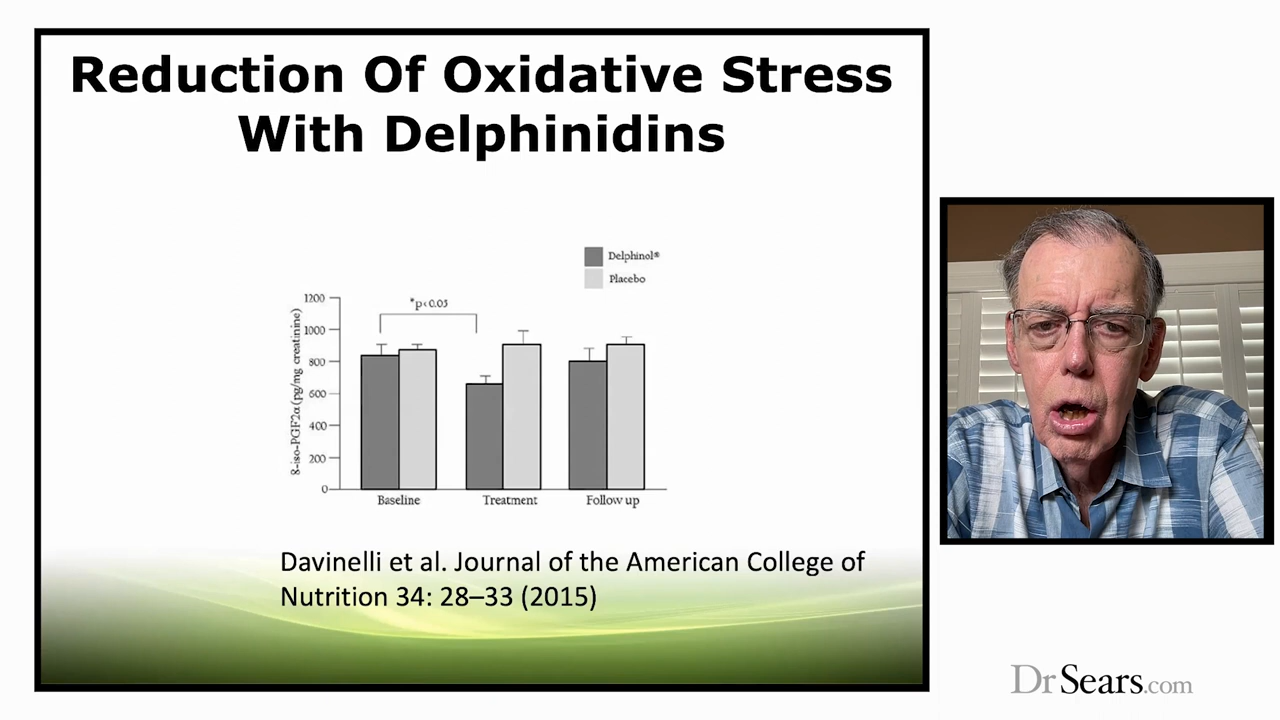 Reduction Of Oxidative Stress
With Delphinidins
Delphinol®
Placebo
*p<0.05
8-iso-PGF2α (pg/mg creatinine)
1200
1000
800
600
400
200
0
Baseline
Treatment
Follow up
Davinelli et al. Journal of the American College of
Nutrition 34: 28–33 (2015)
DrSears.com